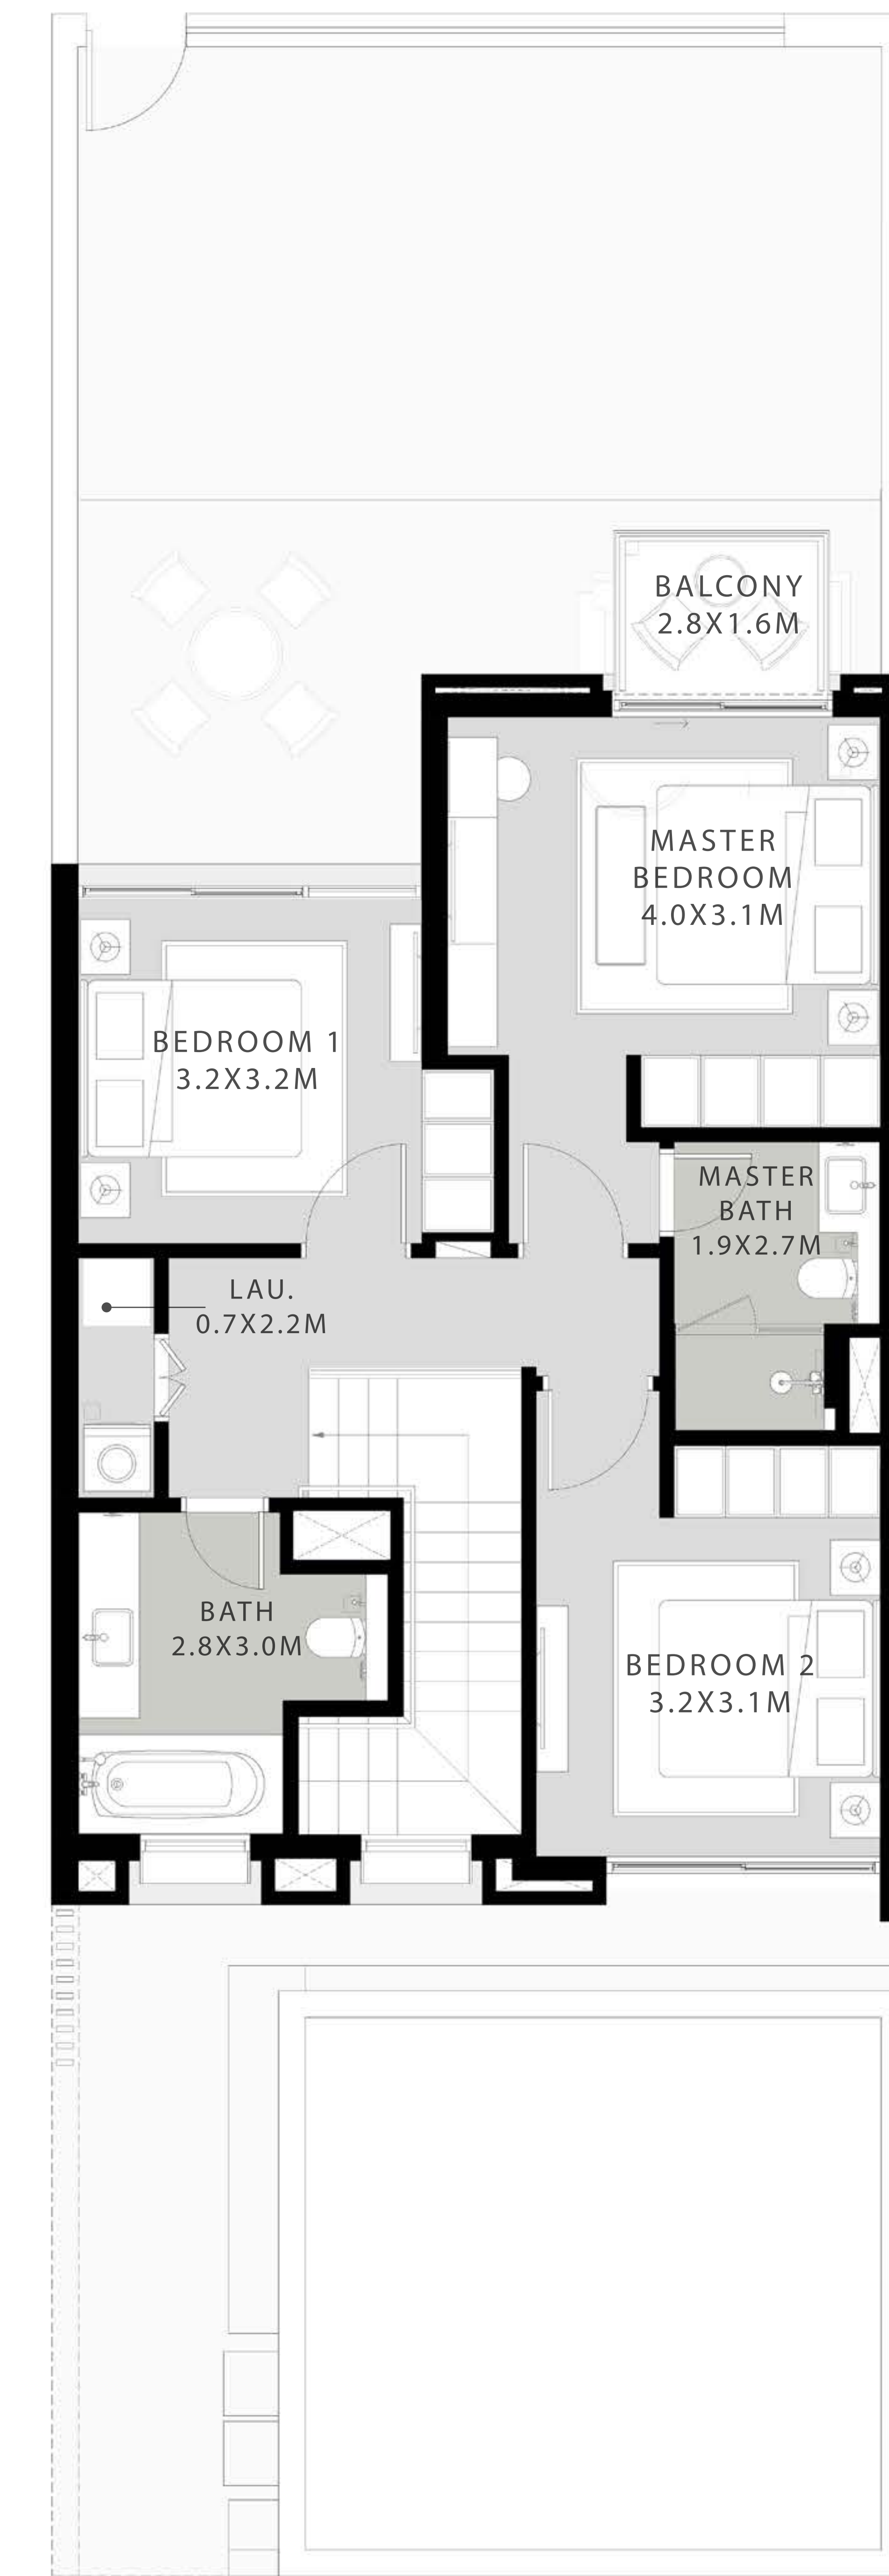 BALCONY
2.8X1.6M
MASTER
BEDROOM
4.0X3.1M
BEDROOM 1
3.2X3.2M
MASTER
BATH
1.9X2.7M
LAU.
0.7X2.2M
BATH
2.8X3.0M
BEDROOM 2
3.2X3.1M